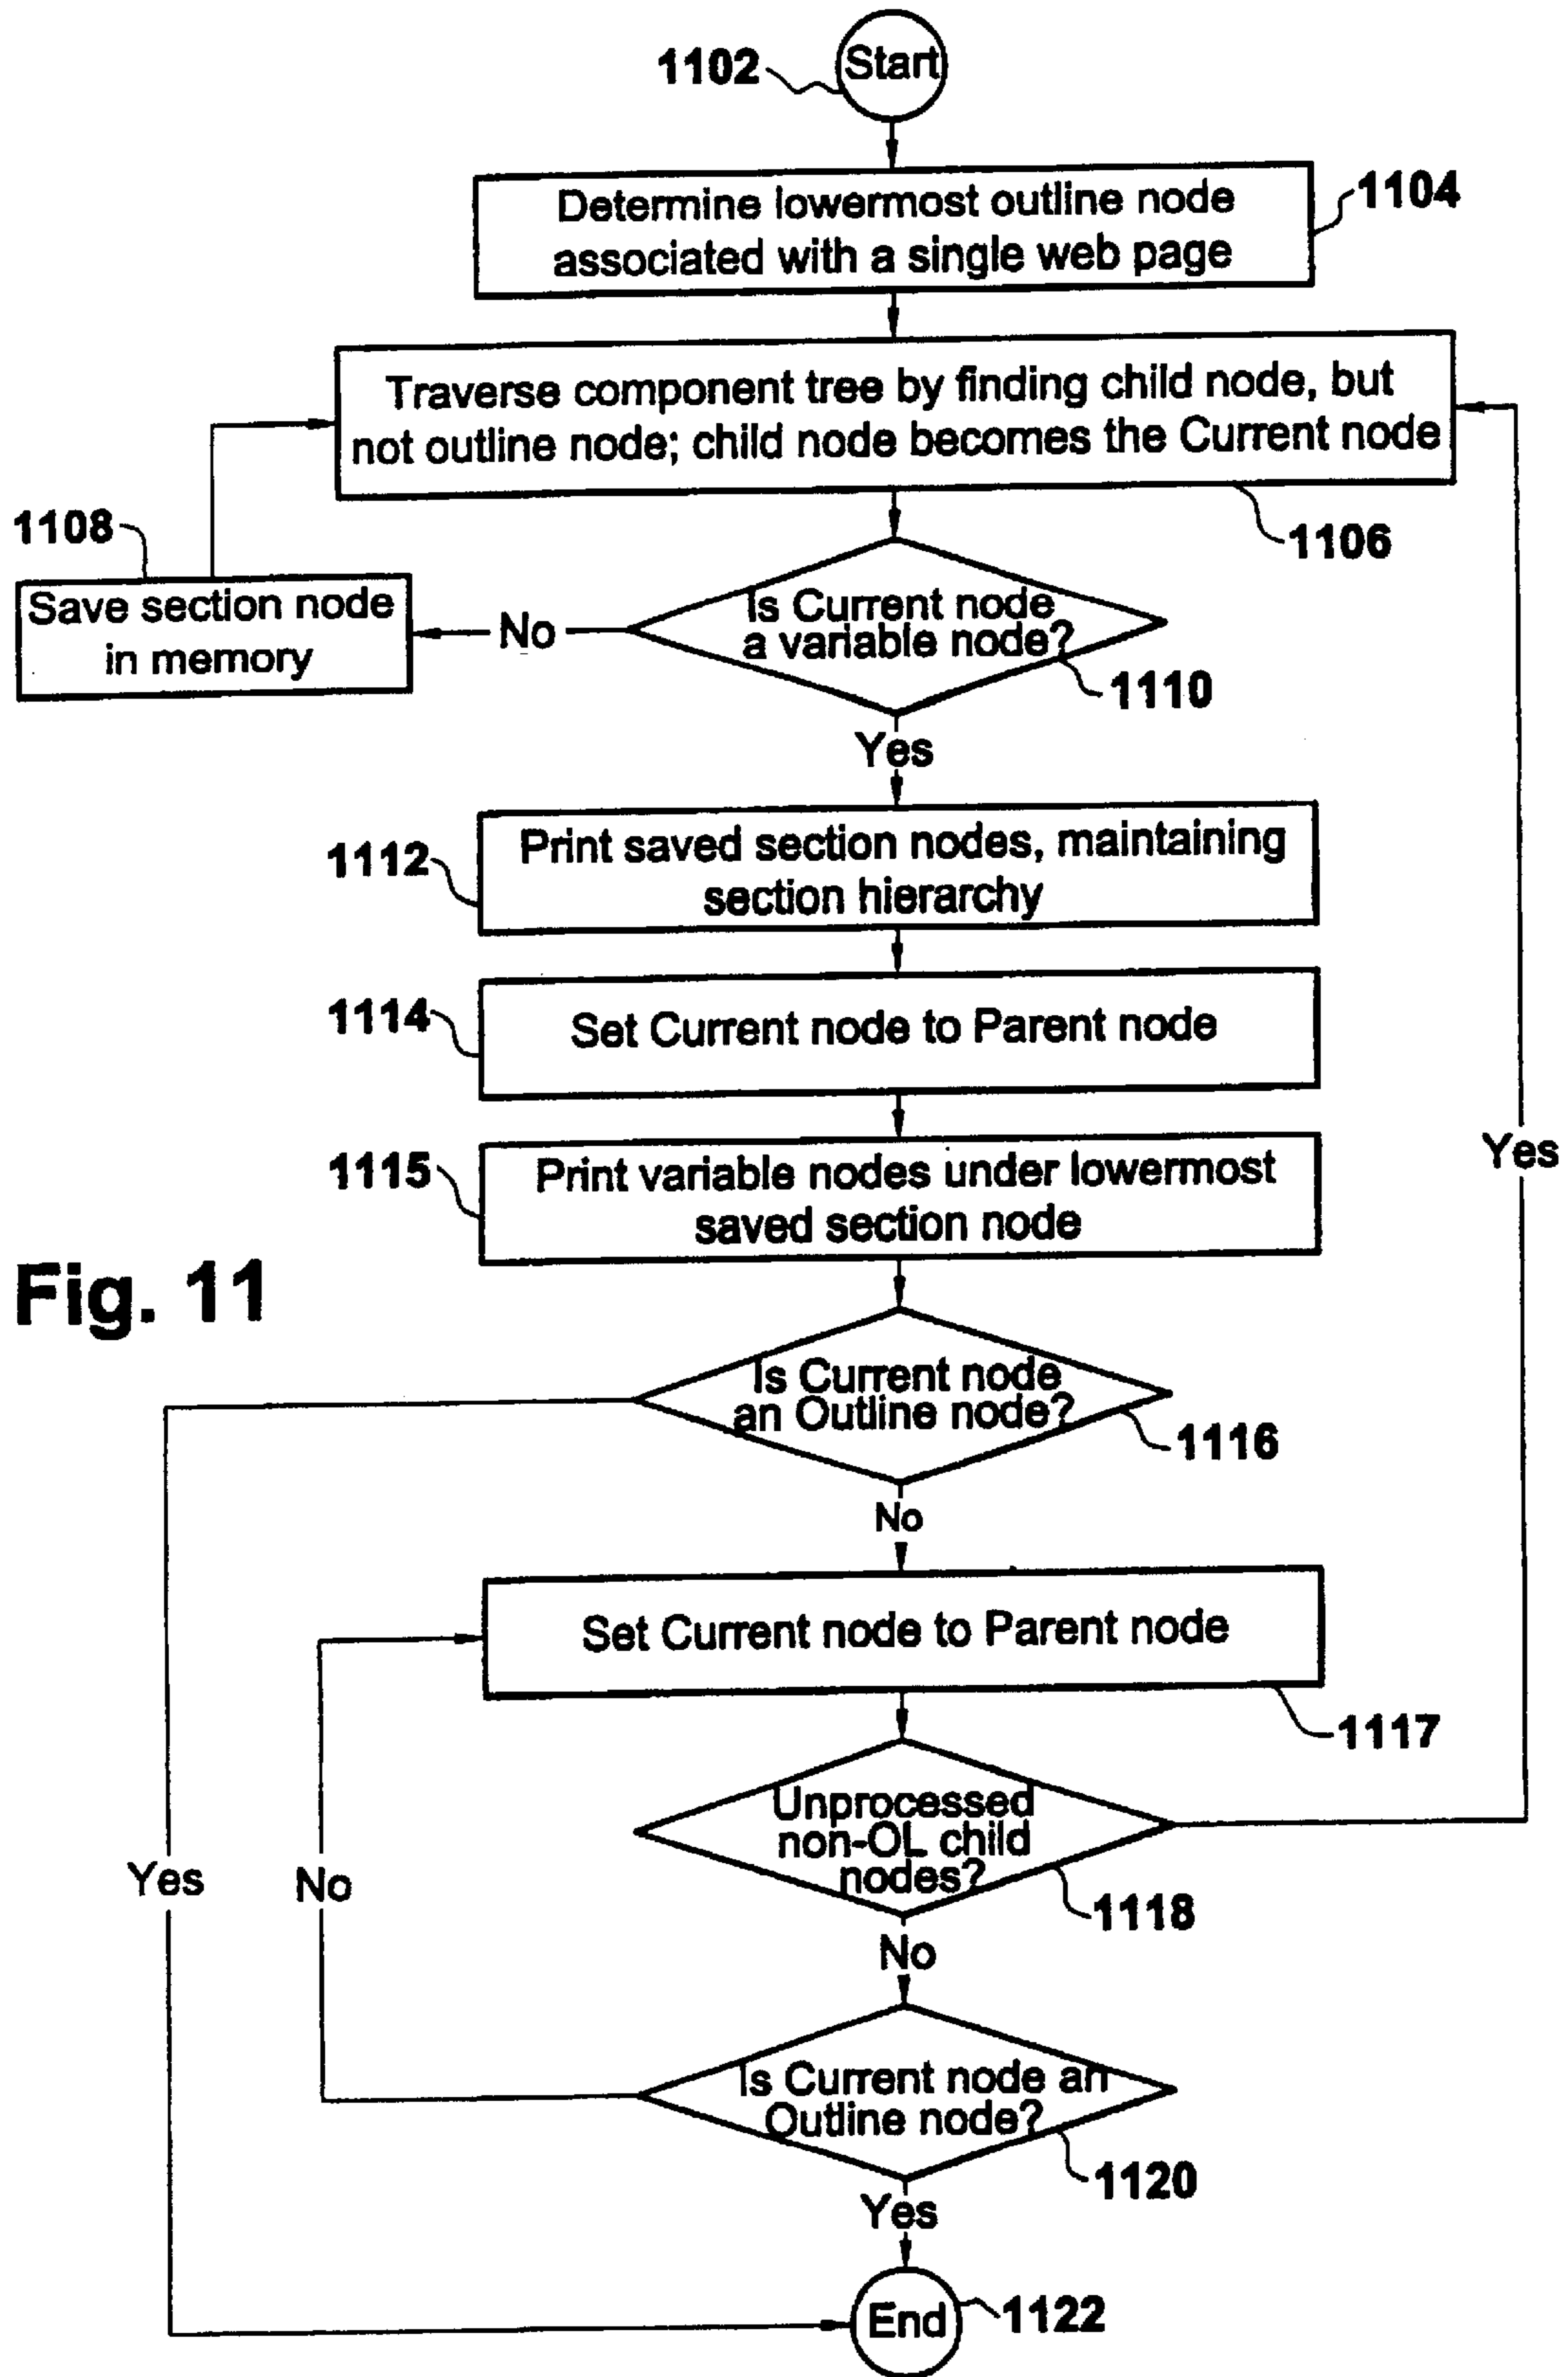 1102
Start
Determine lowermost outline node
associated with a single web page
1104
Traverse component tree by finding child node, but
not outline node; child node becomes the Current node
1106
1108
Save section node
in memory
No
Is Current node
a variable node?
1110
Yes
1112
Print saved section nodes, maintaining
section hierarchy
1114
Set Current node to Parent node
1115
Print variable nodes under lowermost
saved section node
Yes
Fig. 11
Is Current node
an Outline node?
1116
No
Set Current node to Parent node
1117
Unprocessed
non-OL child
nodes?
1118
Yes
No
No
Is Current node an
Outline node?
1120
Yes
End
1122